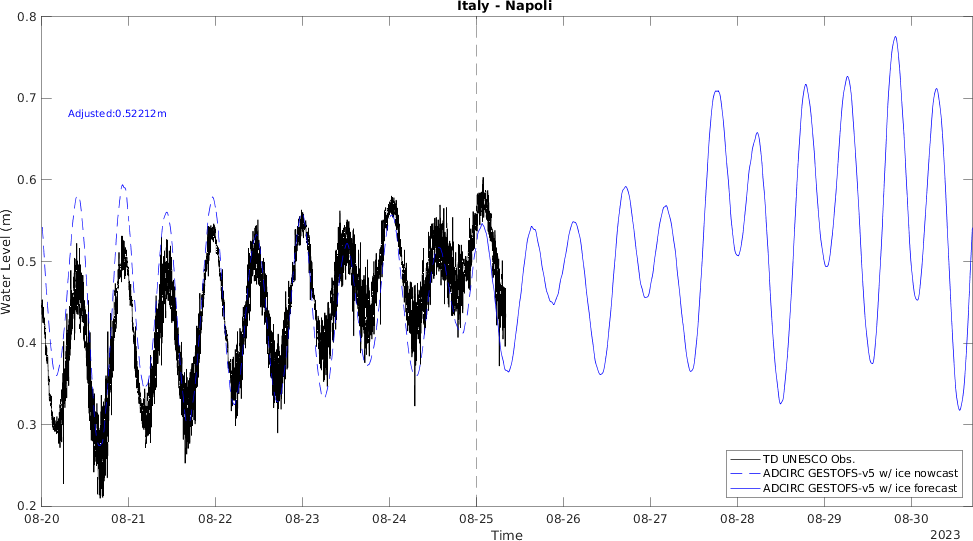 Italy - Napoli
0.8
0.7
0.6
0.5
0.4
0.3
0.2
Water Level (m)
Adjusted:0.52212m
TD UNESCO Obs.
ADCIRC GESTOFS-v5 w/ ice nowcast
ADCIRC GESTOFS-v5 w/ ice forecast
08-20 08-21 08-22 08-23 08-24 08-25 08-26 08-27 08-28 08-29 08-30
Time
2023